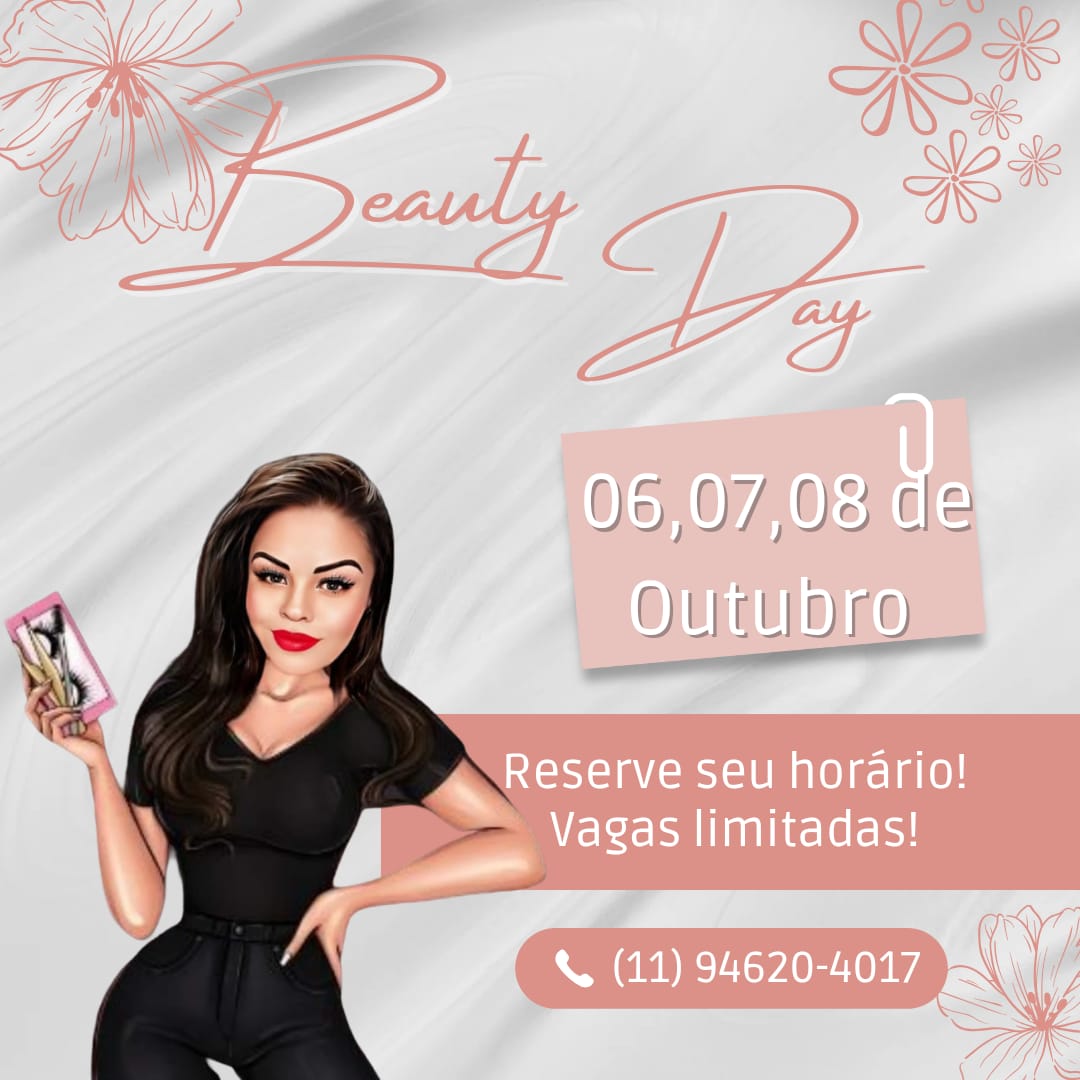 Beauty
Day
06,07,08 de
Outubro
Reserve seu horário!
Vagas limitadas!
(11) 94620-4017